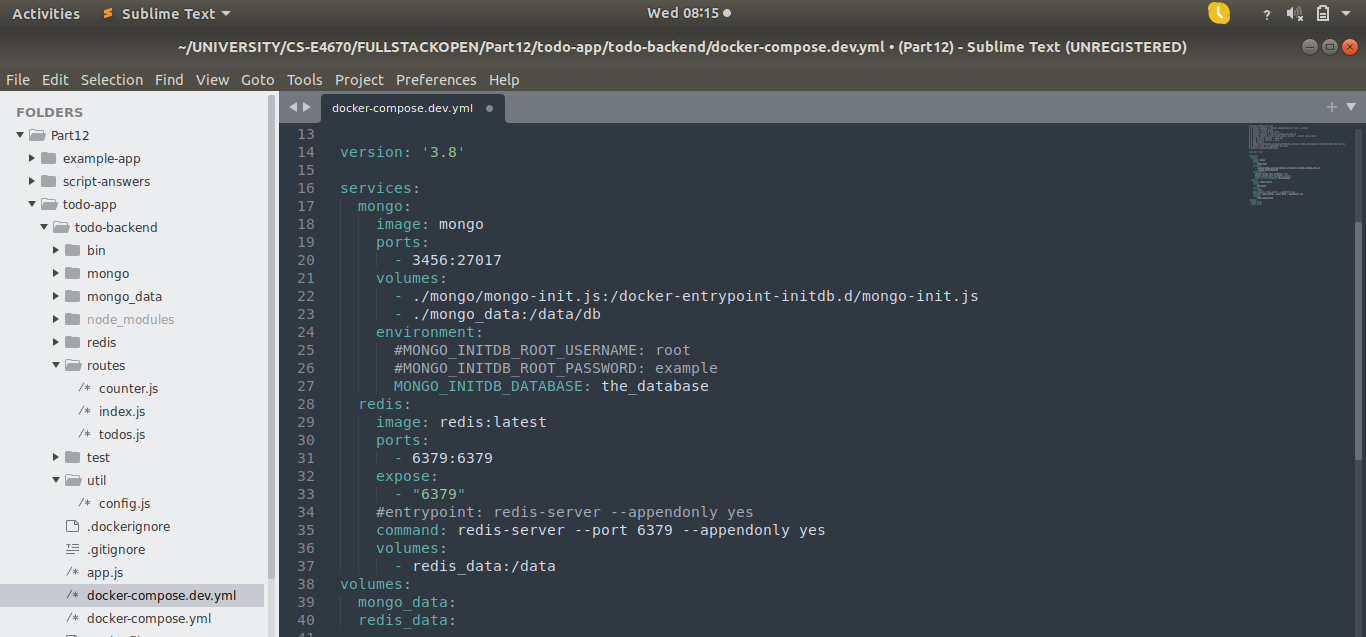 Activities
Sublime Text
Wed 08:15
?
~/UNIVERSITY/CS-E4670/FULLSTACKOPEN/Part12/todo-app/todo-backend/docker-compose.dev.yml • (Part12) - Sublime Text (UNREGISTERED)
File Edit Selection Find View Goto Tools Project Preferences Help
FOLDERS
Part12
example-app
script-answers
todo-app
todo-backend
bin
mongo
mongo_data
node_modules
redis
routes
/* counter.js
/* index.js
/* todos.js
test
util
/* config.js
.dockerignore
.gitignore
/* app.js
/* docker-compose.dev.yml
/* docker-compose.yml
docker-compose.dev.yml
13
14 version: '3.8'
15
16 services:
17 mongo:
18 image: mongo
19 ports:
20 - 3456:27017
21 volumes:
22 - ./mongo/mongo-init.js:/docker-entrypoint-initdb.d/mongo-init.js
23 - ./mongo_data:/data/db
24 environment:
25 #MONGO_INITDB_ROOT_USERNAME: root
26 #MONGO_INITDB_ROOT_PASSWORD: example
27 MONGO_INITDB_DATABASE: the_database
28 redis:
29 image: redis:latest
30 ports:
31 - 6379:6379
32 expose:
33 - "6379"
34 #entrypoint: redis-server --appendonly yes
35 command: redis-server --port 6379 --appendonly yes
36 volumes:
37 - redis_data:/data
38 volumes:
39 mongo_data:
40 redis_data: